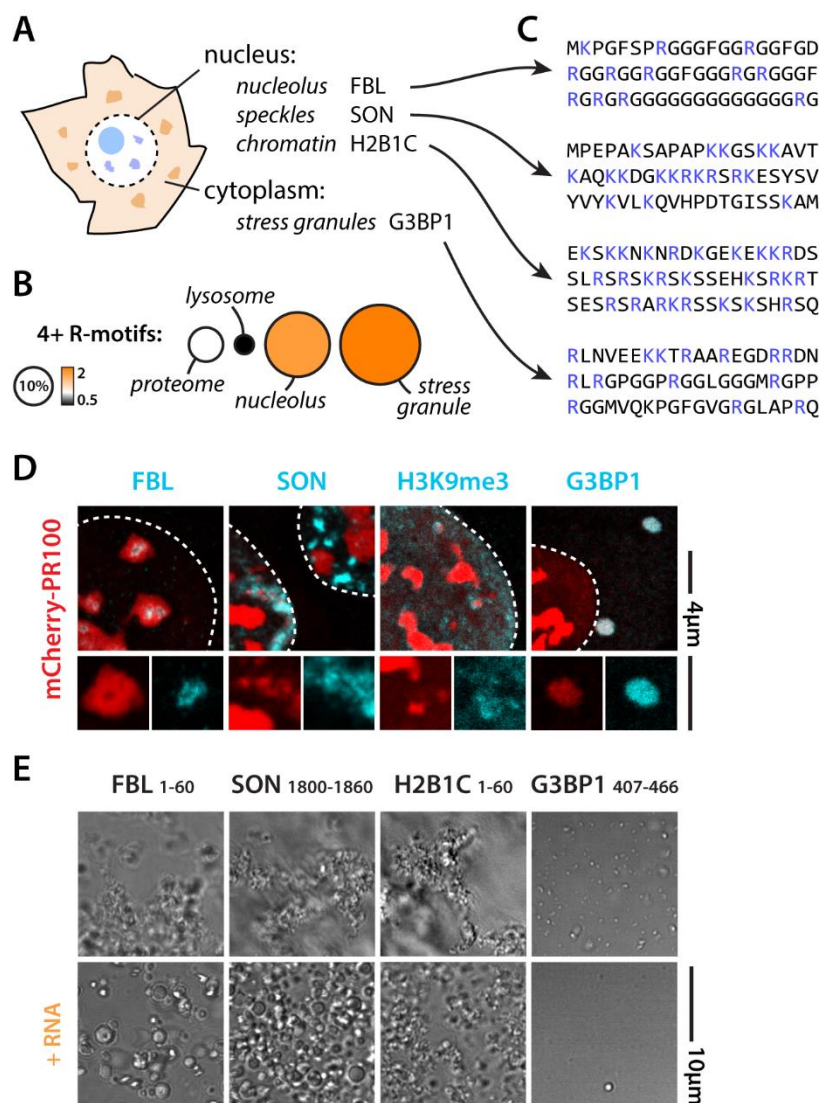 A
nucleus:
nucleolus FBL
speckles SON
chromatin H2B1C
cytoplasm:
stress granules G3BP1
B
4+ R-motifs:
10%
2
0.5
proteome
lysosome
nucleolus
stress
granule
C
MKPGFSPRGGGFGGRGGFGD
RGGRGGRGGFGGGRGRGGGF
RGRGRGGGGGGGGGGGGGRG
MPEPAKSAPAPKKGSKKAVT
KAQKKDGKKRKRSRKESYSV
YVYKVLKQVHPDTGISSKAM
EKSKKNKNRDKGEKEKKRDS
SLRSRSKRSKSSEHKSRKRT
SESRSRARKRSSKSKSHRSQ
RLNVEEKKTRAAREGDRRDN
RLRGPGGPRGGLGGGMRGPP
RGGMVQKPGFGVGRGLAPRQ
D
FBL SON H3K9me3 G3BP1
mCherry-PR100
4μm
E
FBL 1-60 SON 1800-1860 H2B1C 1-60 G3BP1 407-466
+ RNA
10μm